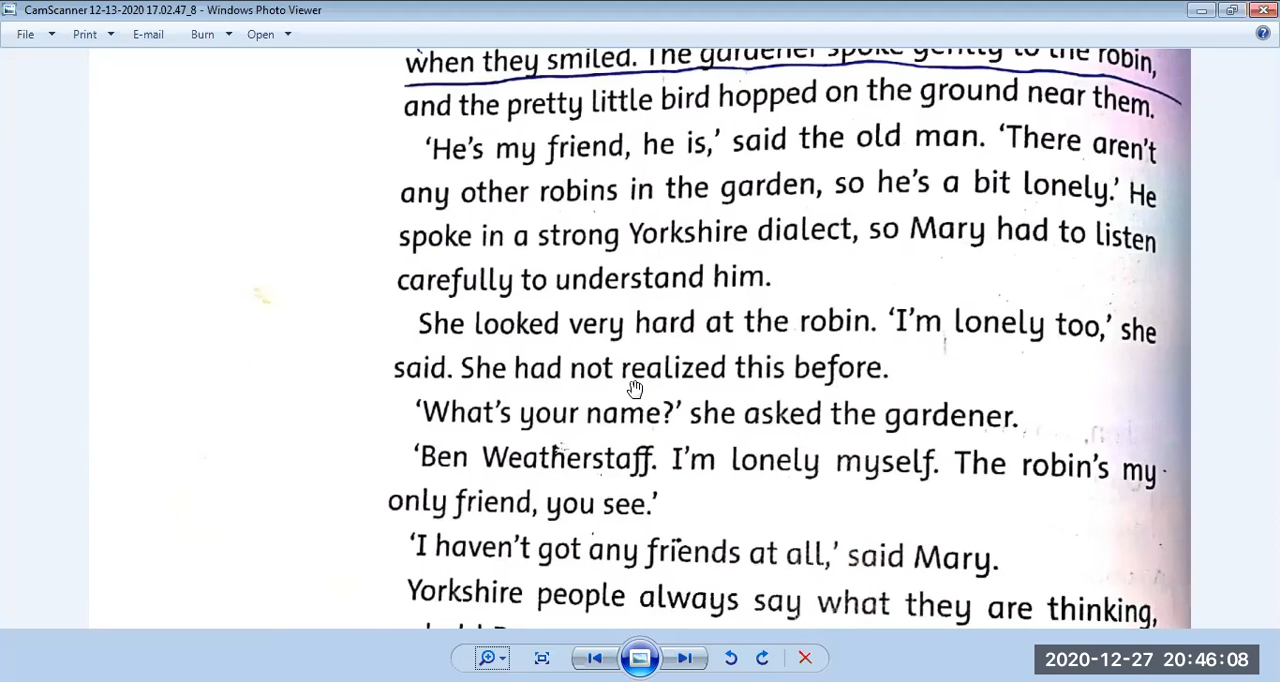 CamScanner 12-13-2020 17.02.47_8 - Windows Photo Viewer
File Print E-mail Burn Open
when they smiled. The gardener spoke gently to the robin,
and the pretty little bird hopped on the ground near them.
'He's my friend, he is,' said the old man. 'There aren't
any other robins in the garden, so he's a bit lonely.' He
spoke in a strong Yorkshire dialect, so Mary had to listen
carefully to understand him.
She looked very hard at the robin. 'I'm lonely too,' she
said. She had not realized this before.
'What's your name?' she asked the gardener.
'Ben Weatherstaff. I'm lonely myself. The robin's my
only friend, you see.'
'I haven't got any friends at all,' said Mary.
Yorkshire people always say what they are thinking,
2020-12-27 20:46:08